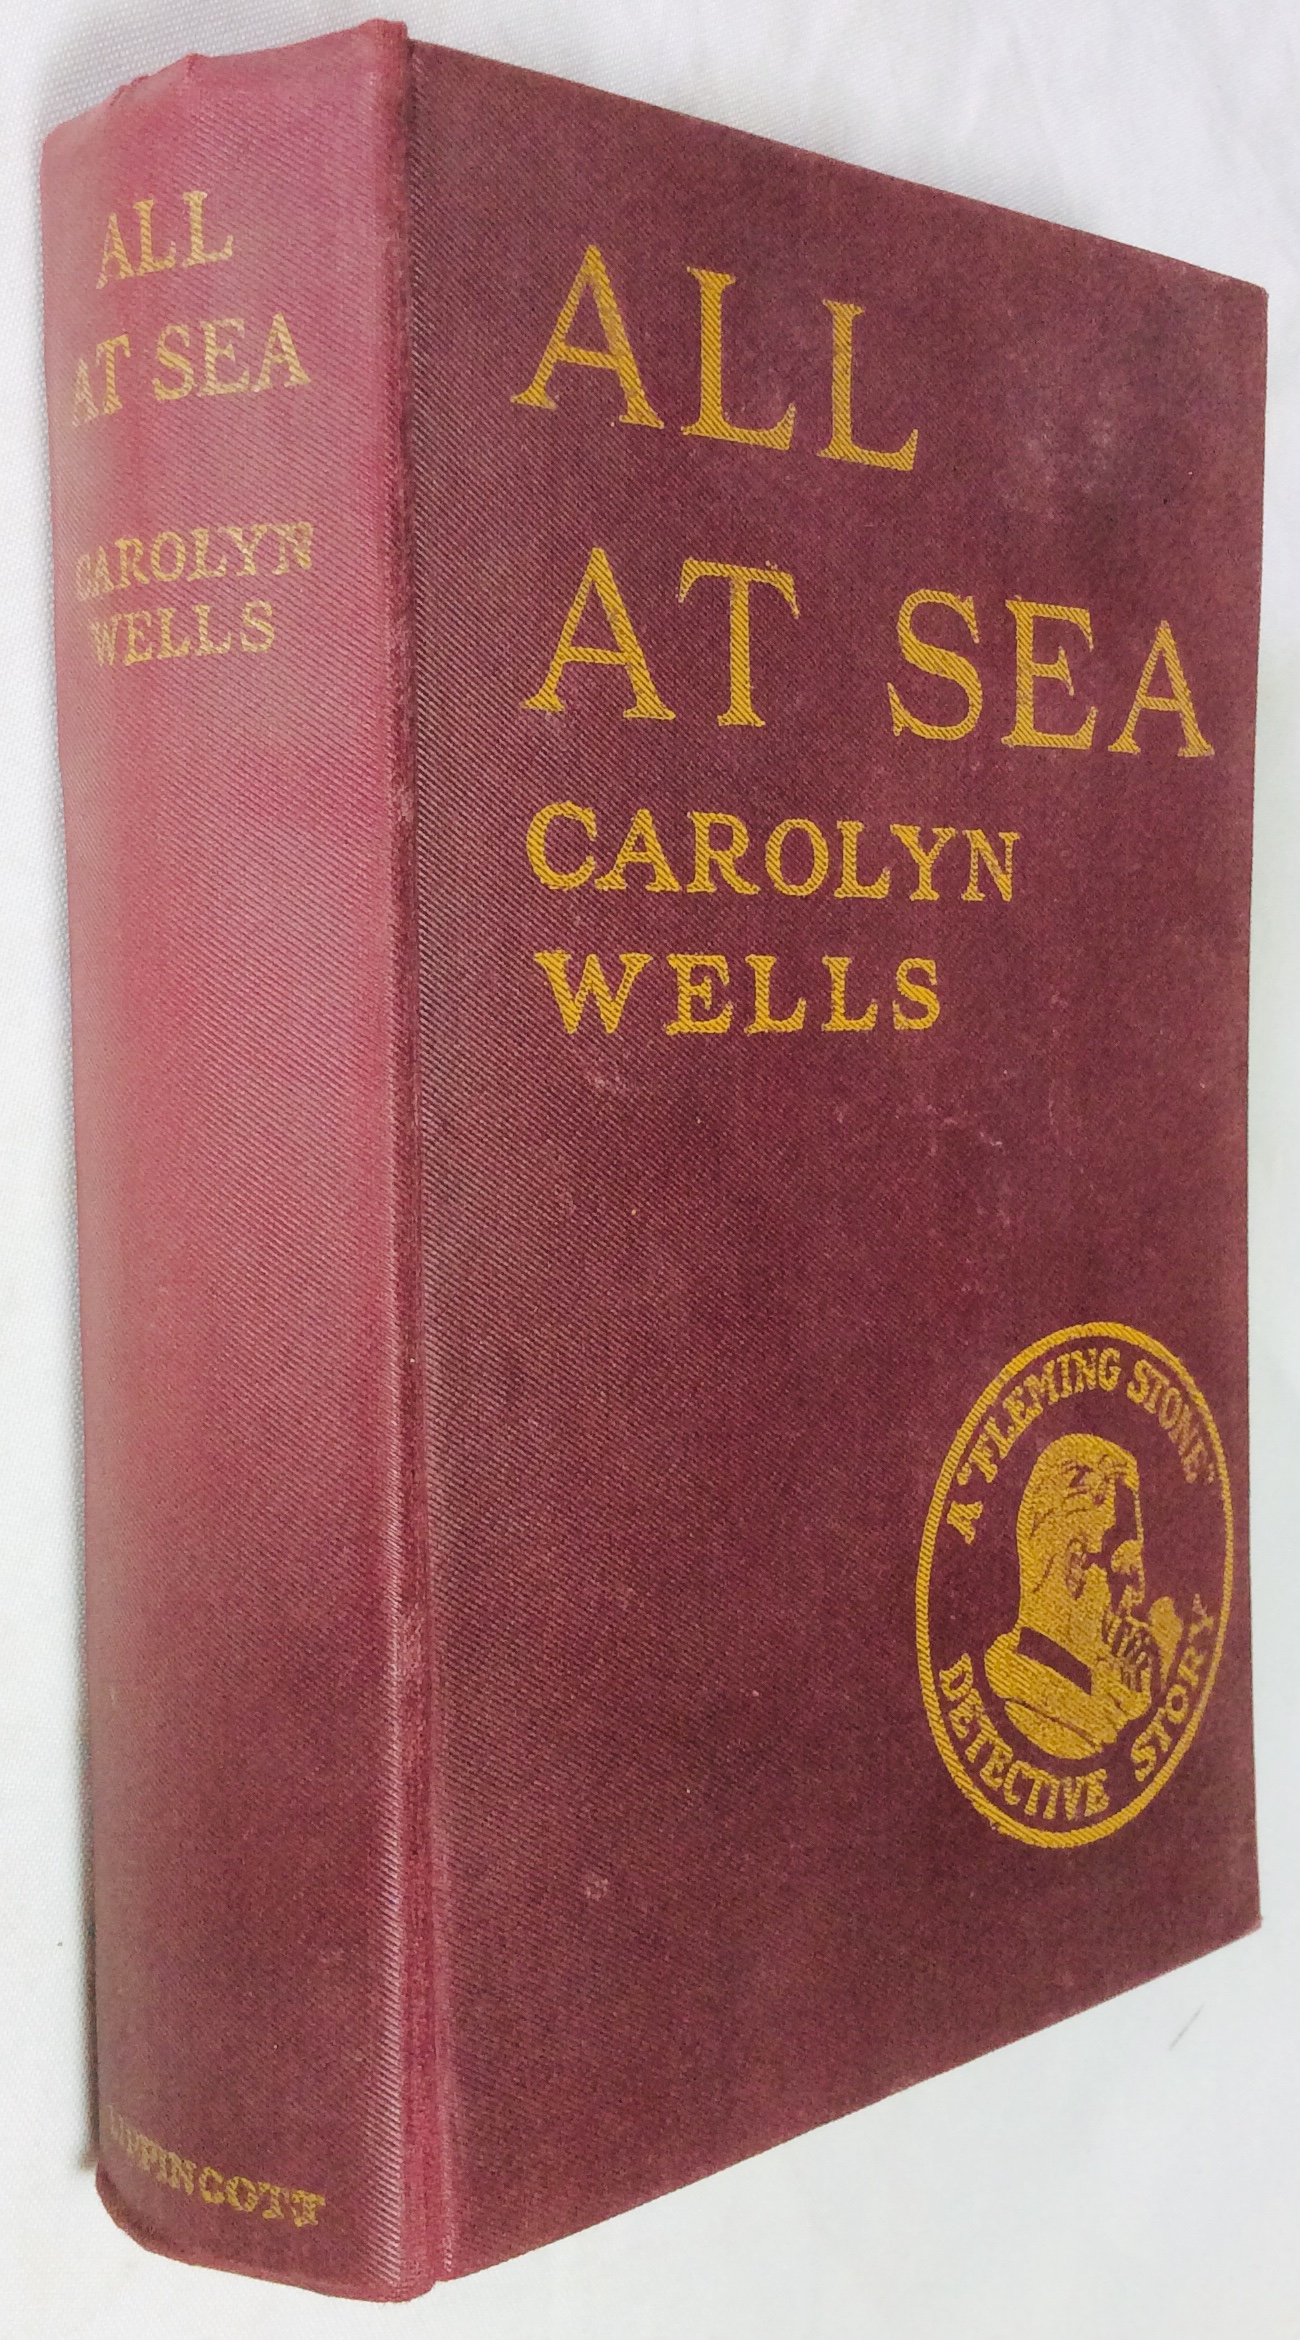 ALL
AT SEA
CAROLYN
WELLS
LIPPINCOTT
ALL
AT SEA
CAROLYN
WELLS
A "FLEMING STONE"
DETECTIVE STORY